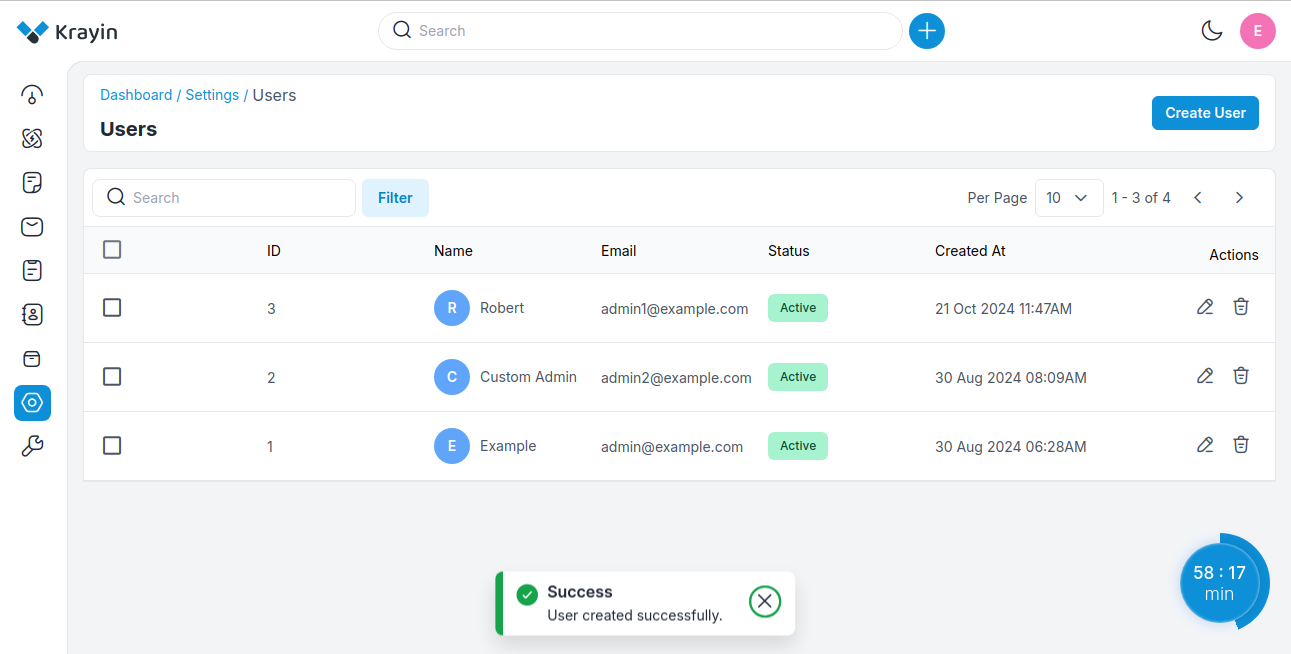 Krayin
Search
E
Dashboard / Settings / Users
Users
Create User
Search
Filter
Per Page 10 1 - 3 of 4
ID Name Email Status Created At Actions
3 R Robert admin1@example.com Active 21 Oct 2024 11:47AM
2 C Custom Admin admin2@example.com Active 30 Aug 2024 08:09AM
1 E Example admin@example.com Active 30 Aug 2024 06:28AM
58 : 17
min
Success
User created successfully.